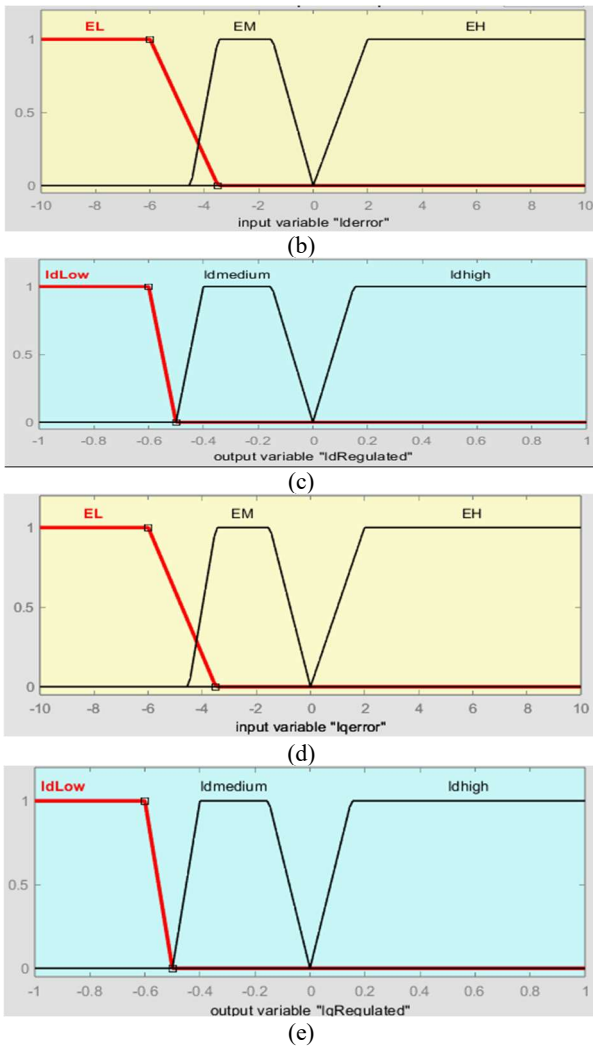 EL EM EH
1
0.5
0
-10 -8 -6 -4 -2 0 2 4 6 8 10
input variable "Iderror"
(b)
IdLow Idmedium Idhigh
1
0.5
0
-1 -0.8 -0.6 -0.4 -0.2 0 0.2 0.4 0.6 0.8 1
output variable "IdRegulated"
(c)
EL EM EH
1
0.5
0
-10 -8 -6 -4 -2 0 2 4 6 8 10
input variable "Iqerror"
(d)
IdLow Idmedium Idhigh
1
0.5
0
-1 -0.8 -0.6 -0.4 -0.2 0 0.2 0.4 0.6 0.8 1
output variable "IqRegulated"
(e)